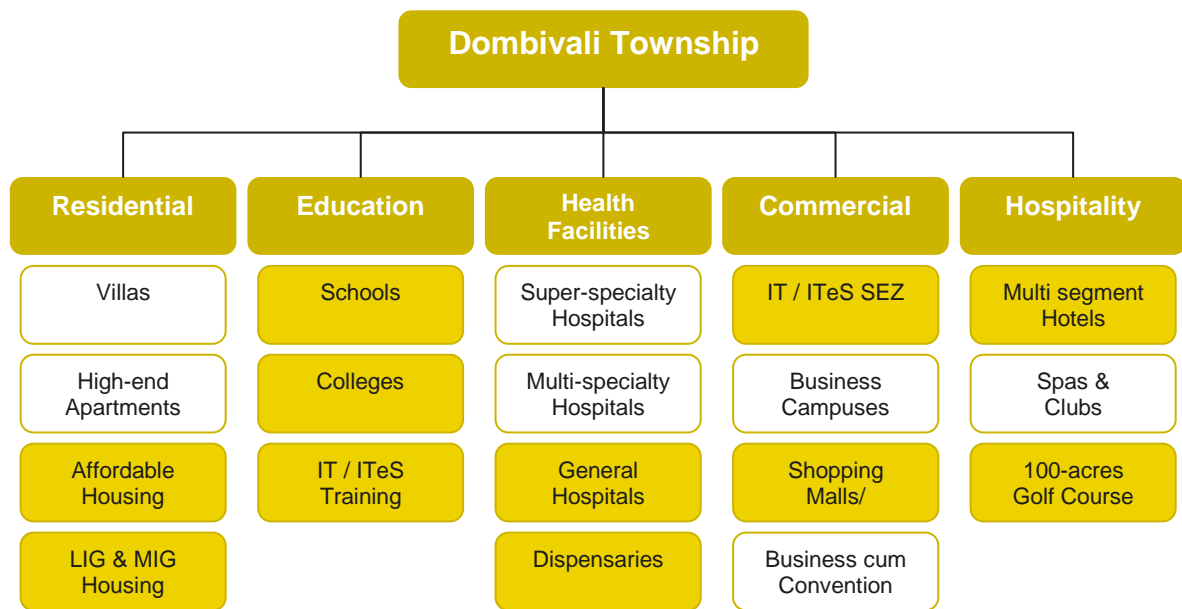 Dombivali Township
Residential
Education
Health
Facilities
Commercial
Hospitality
Villas
High-end
Apartments
Affordable
Housing
LIG & MIG
Housing
Schools
Colleges
IT / ITeS
Training
Super-specialty
Hospitals
Multi-specialty
Hospitals
General
Hospitals
Dispensaries
IT / ITeS SEZ
Business
Campuses
Shopping
Malls/
Business cum
Convention
Multi segment
Hotels
Spas &
Clubs
100-acres
Golf Course